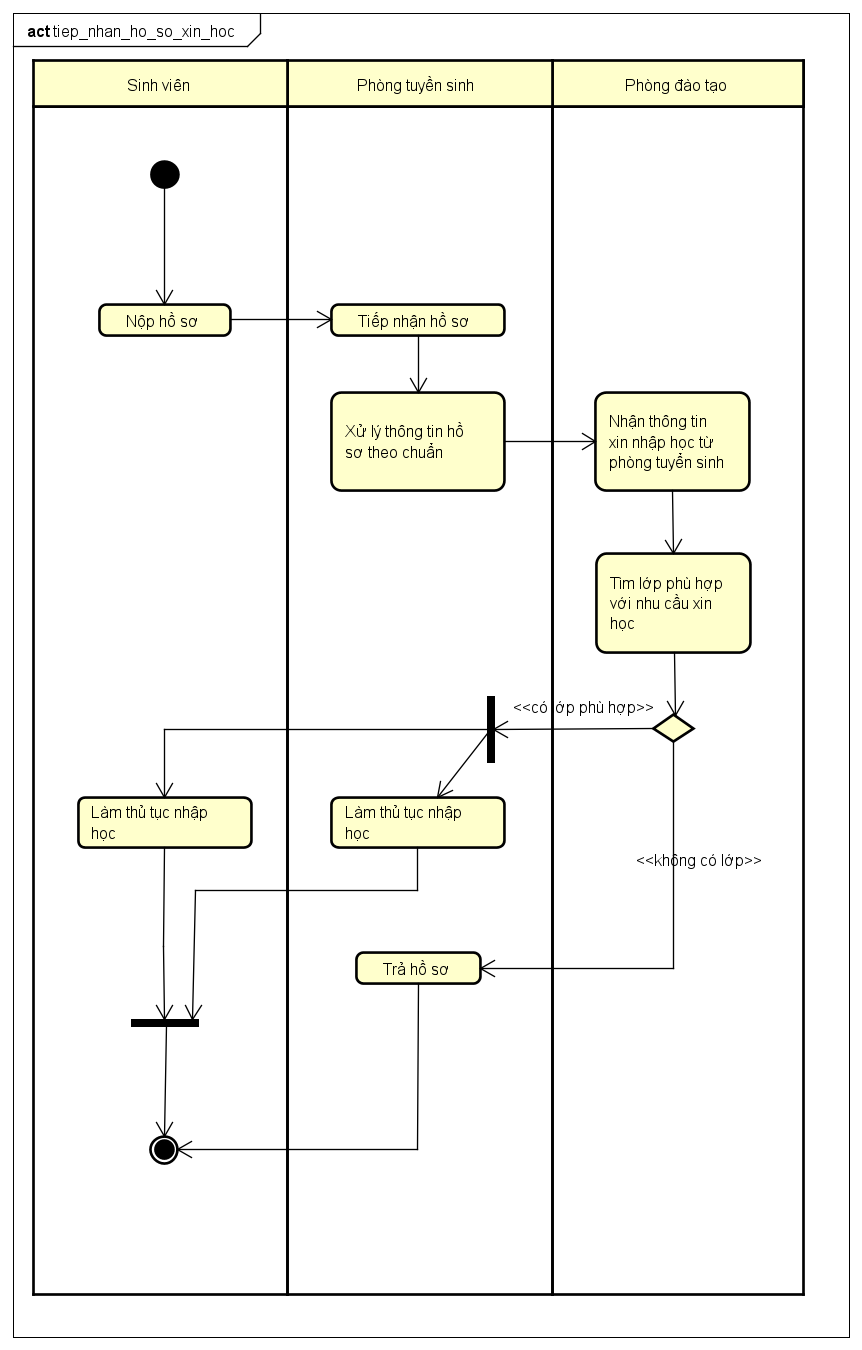 act tiep_nhan_ho_so_xin_hoc
Sinh viên
Phòng tuyển sinh
Phòng đào tạo
Nộp hồ sơ
Tiếp nhận hồ sơ
Xử lý thông tin hồ
sơ theo chuẩn
Nhận thông tin
xin nhập học từ
phòng tuyển sinh
Tìm lớp phù hợp
với nhu cầu xin
học
<<có lớp phù hợp>>
Làm thủ tục nhập
học
Làm thủ tục nhập
học
<<không có lớp>>
Trả hồ sơ